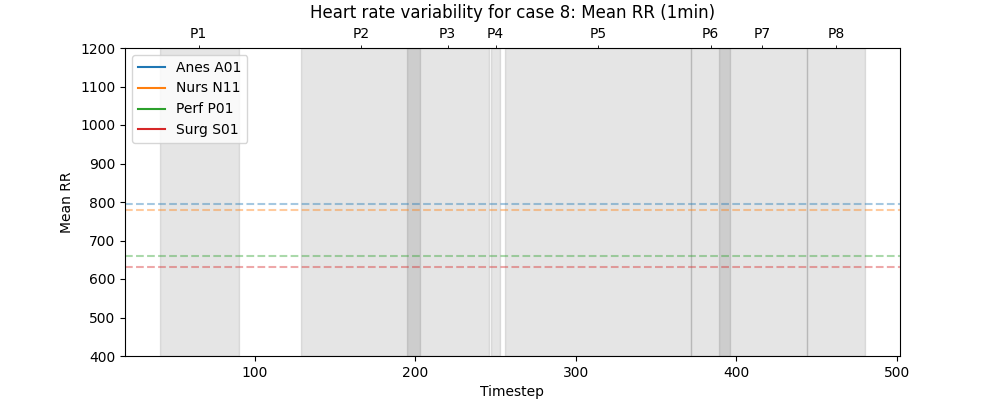 Heart rate variability for case 8: Mean RR (1min)
P1 P2 P3 P4 P5 P6 P7 P8
1200
1100
1000
900
800
700
600
500
400
Mean RR
Anes A01
Nurs N11
Perf P01
Surg S01
100 200 300 400 500
Timestep